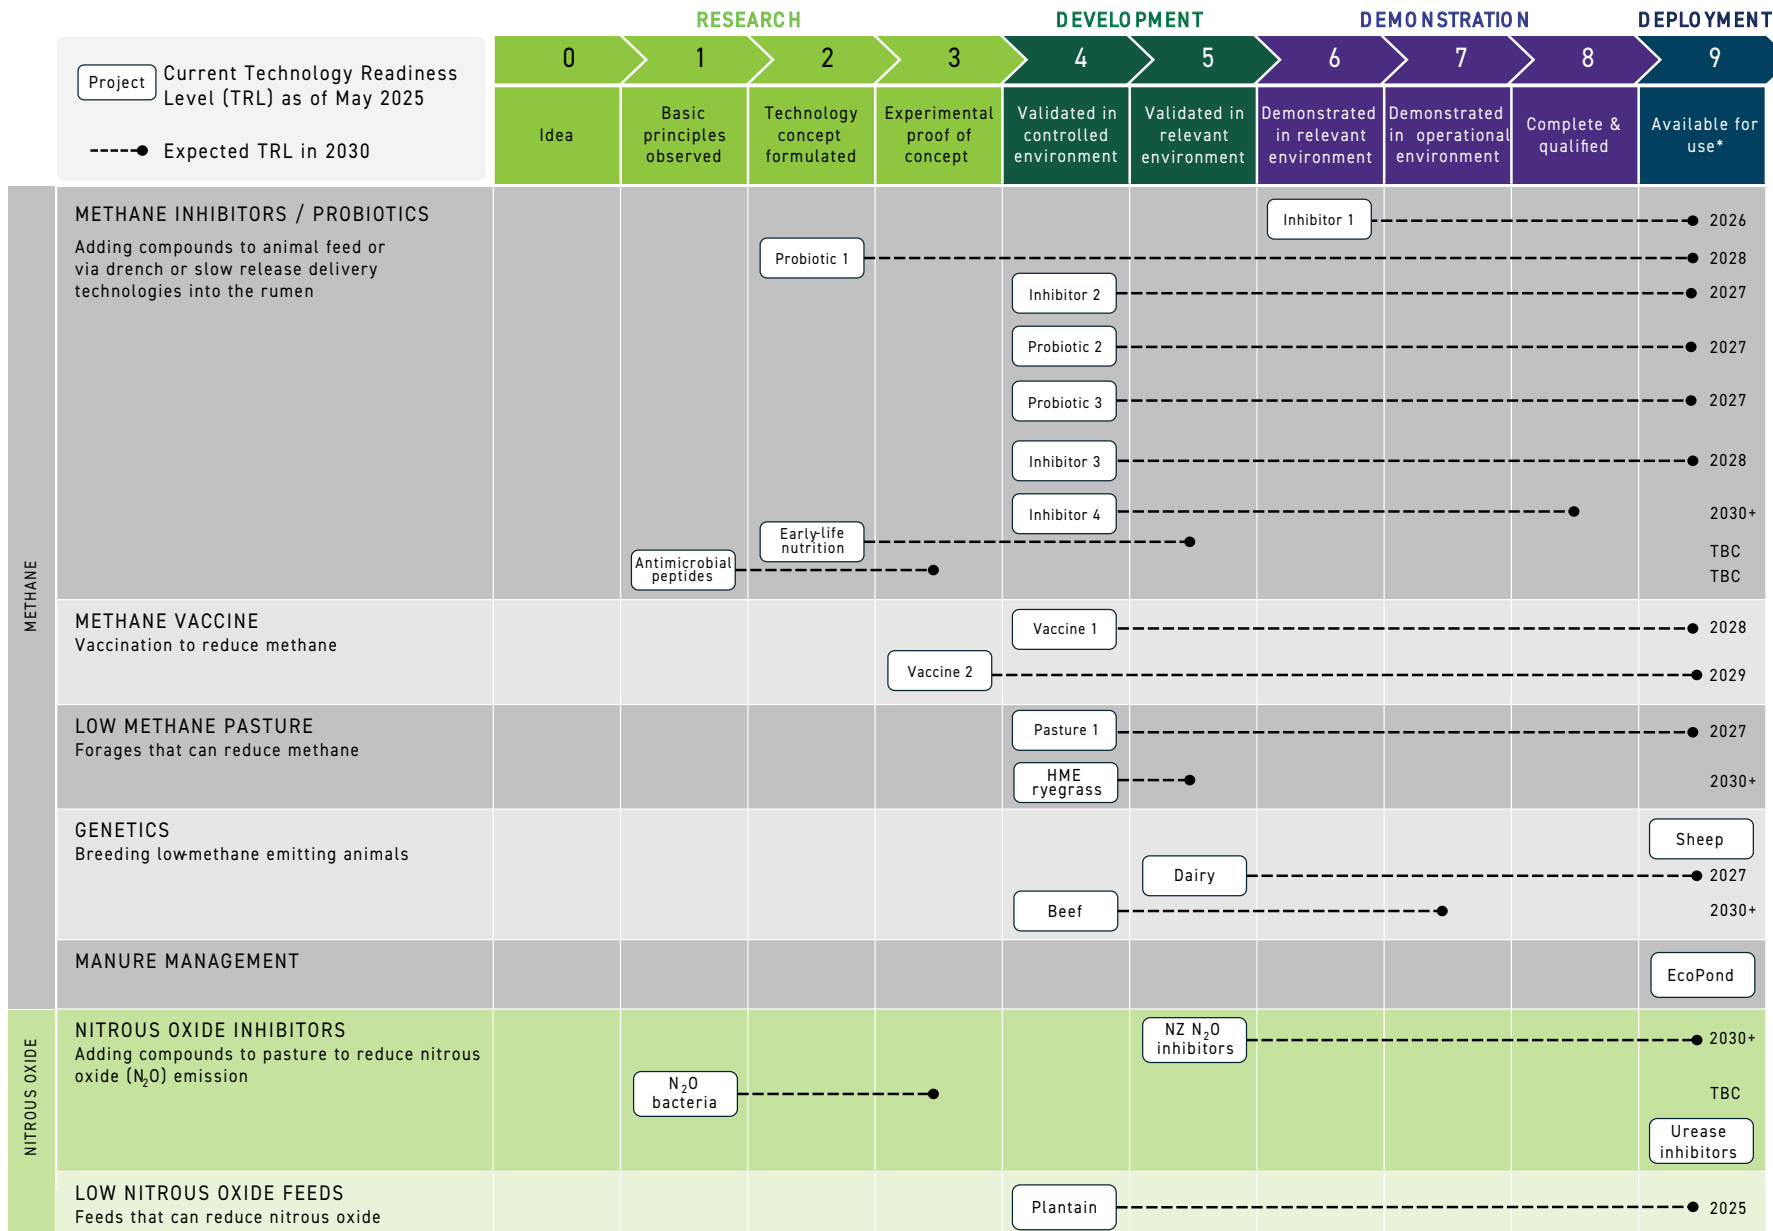 RESEARCH DEVELOPMENT DEMONSTRATION DEPLOYMENT
Project
Current Technology Readiness
Level (TRL) as of May 2025
Expected TRL in 2030
0 1 2 3 4 5 6 7 8 9
Idea
Basic
principles
observed
Technology
concept
formulated
Experimental
proof of
concept
Validated in
controlled
environment
Validated in
relevant
environment
Demonstrated
in relevant
environment
Demonstrated
in operational
environment
Complete &
qualified
Available for
use*
METHANE
METHANE INHIBITORS / PROBIOTICS
Adding compounds to animal feed or
via drench or slow release delivery
technologies into the rumen
Inhibitor 1 2026
Probiotic 1 2028
Inhibitor 2 2027
Probiotic 2 2027
Probiotic 3 2027
Inhibitor 3 2028
Inhibitor 4 2030+
Early-life
nutrition
TBC
Antimicrobial
peptides
TBC
METHANE VACCINE
Vaccination to reduce methane
Vaccine 1 2028
Vaccine 2 2029
LOW METHANE PASTURE
Forages that can reduce methane
Pasture 1 2027
HME
ryegrass
2030+
GENETICS
Breeding low-methane emitting animals
Sheep
Dairy 2027
Beef 2030+
MANURE MANAGEMENT
EcoPond
NITROUS OXIDE
NITROUS OXIDE INHIBITORS
Adding compounds to pasture to reduce nitrous
oxide (N₂O) emission
NZ N₂O
inhibitors
2030+
N₂O
bacteria
TBC
Urease
inhibitors
LOW NITROUS OXIDE FEEDS
Feeds that can reduce nitrous oxide
Plantain 2025